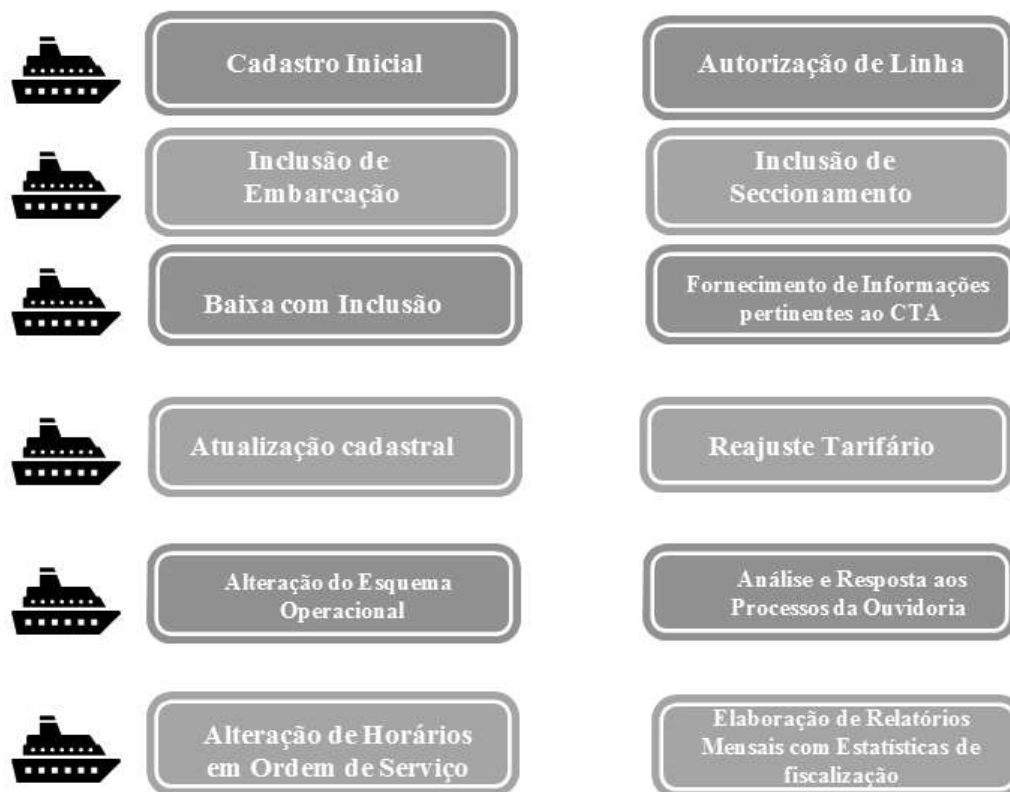 Cadastro Inicial
Autorização de Linha
Inclusão de
Embarcação
Inclusão de
Seccionamento
Baixa com Inclusão
Fornecimento de Informações
pertinentes ao CTA
Atualização cadastral
Reajuste Tarifário
Alteração do Esquema
Operacional
Análise e Resposta aos
Processos da Ouvidoria
Alteração de Horários
em Ordem de Serviço
Elaboração de Relatórios
Mensais com Estatísticas de
fiscalização